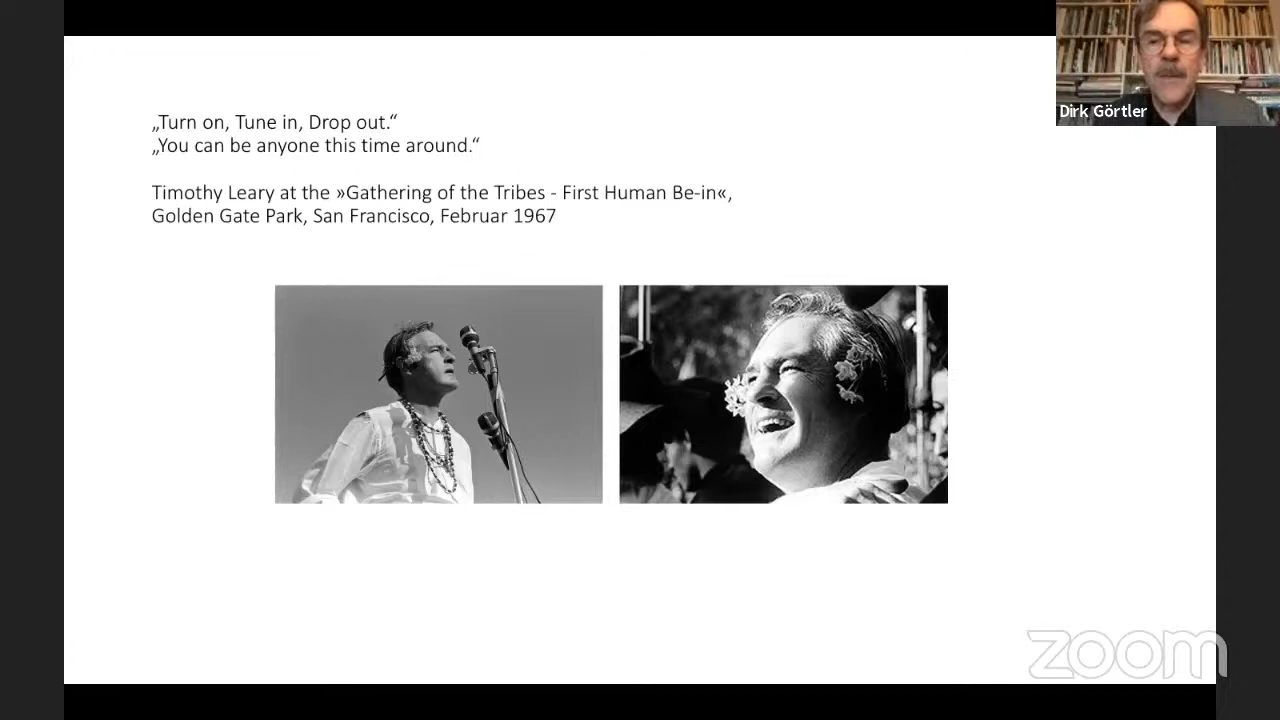 „Turn on, Tune in, Drop out.“
„You can be anyone this time around.“
Timothy Leary at the »Gathering of the Tribes - First Human Be-in«,
Golden Gate Park, San Francisco, Februar 1967
Dirk Görtler
zoom